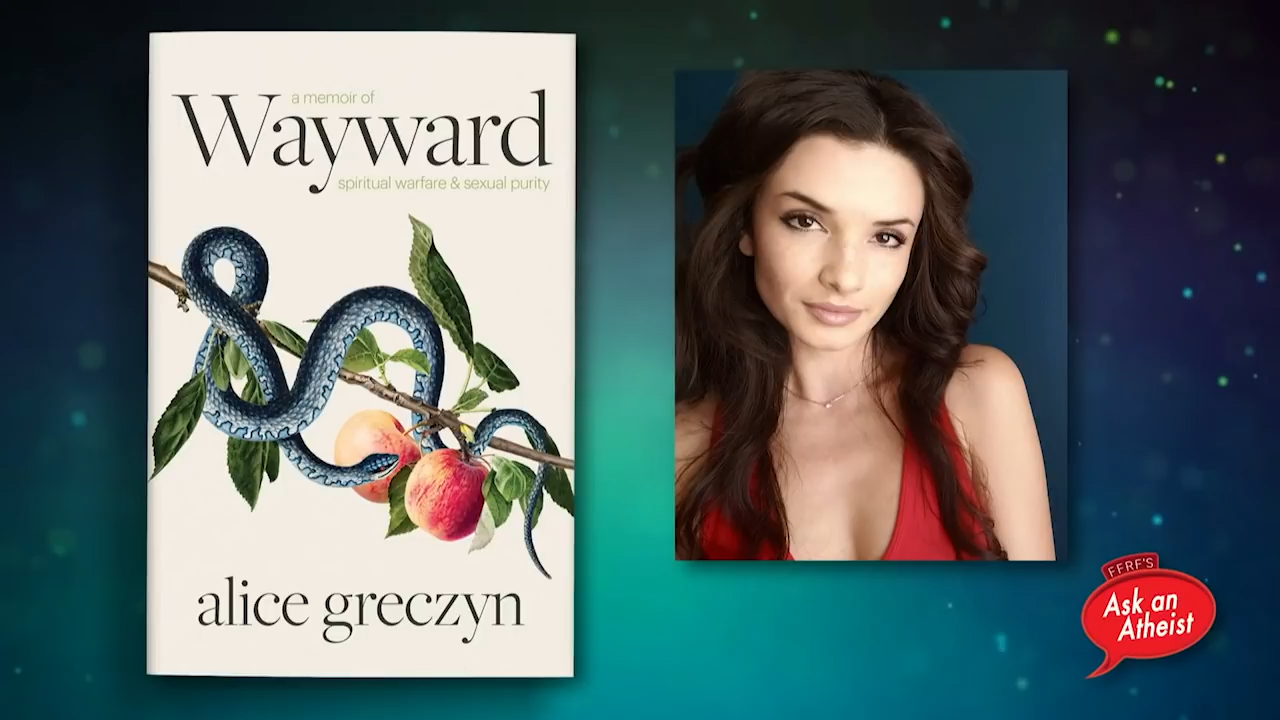 a memoir of
Wayward
spiritual warfare & sexual purity
alice greczyn
FFRF'S
Ask an
Atheist